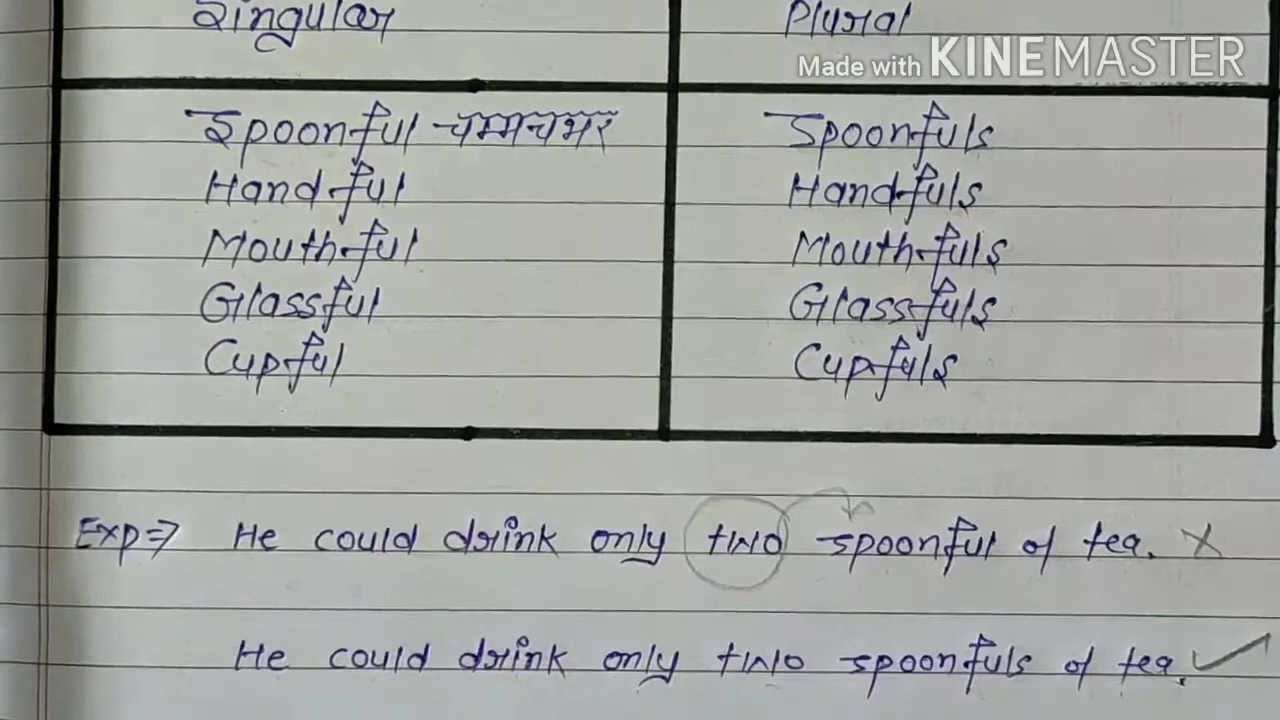 Singular Plural
Made with KINEMASTER
Spoonful चम्मचभर Spoonfuls
Handful Handfuls
Mouthful Mouthfuls
Glassful Glassfuls
Cupful Cupfuls
Exp⇒ He could drink only two spoonful of tea. ×
He could drink only two spoonfuls of tea. ✓